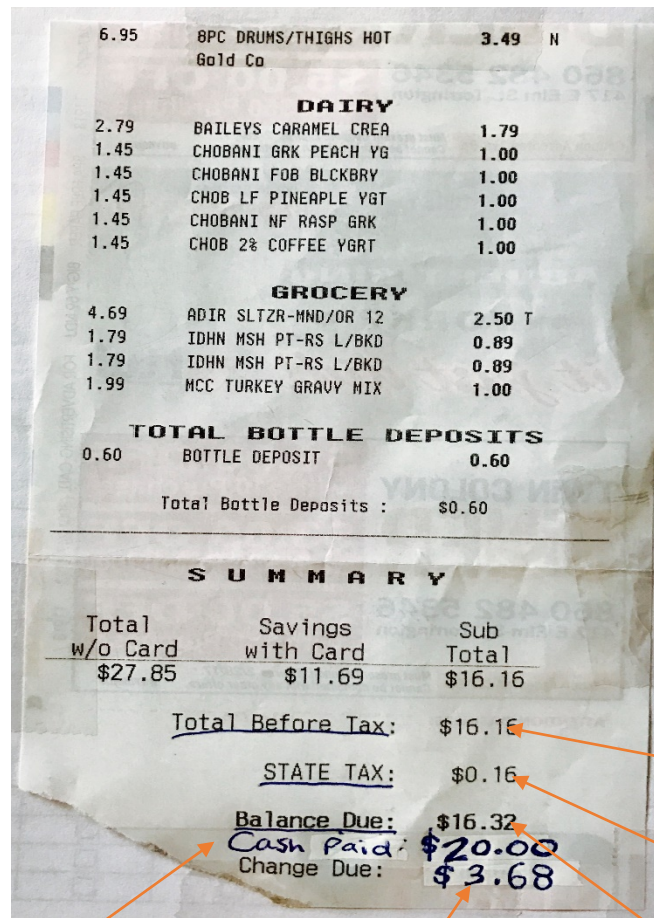 6.95 8PC DRUMS/THIGHS HOT 3.49 N
Gold Co
DAIRY
2.79 BAILEYS CARAMEL CREA 1.79
1.45 CHOBANI GRK PEACH YG 1.00
1.45 CHOBANI FOB BLCKBRY 1.00
1.45 CHOB LF PINEAPLE YGT 1.00
1.45 CHOBANI NF RASP GRK 1.00
1.45 CHOB 2% COFFEE YGRT 1.00
GROCERY
4.69 ADIR SLTZR-MND/OR 12 2.50 T
1.79 IDHN MSH PT-RS L/BKD 0.89
1.79 IDHN MSH PT-RS L/BKD 0.89
1.99 MCC TURKEY GRAVY MIX 1.00
TOTAL BOTTLE DEPOSITS
0.60 BOTTLE DEPOSIT 0.60
Total Bottle Deposits : $0.60
SUMMARY
Total Savings Sub
w/o Card with Card Total
$27.85 $11.69 $16.16
Total Before Tax: $16.16
STATE TAX: $0.16
Balance Due: $16.32
Cash Paid: $20.00
Change Due: $3.68